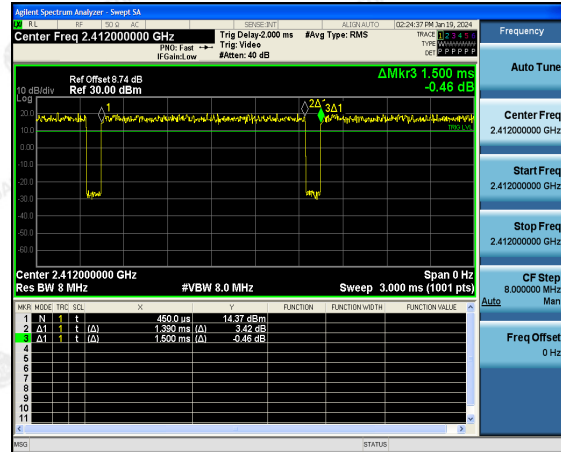 Agilent Spectrum Analyzer - Swept SA
RL RF 50 Ω AC SENSE:INT ALIGN AUTO 02:24:37 PM Jan 19, 2024
Center Freq 2.412000000 GHz
PNO: Fast
IFGain:Low
Trig Delay-2.000 ms
Trig: Video
#Atten: 40 dB
#Avg Type: RMS
TRACE 1 2 3 4 5 6
TYPE WWWWWWW
DET P P P P P P
Ref Offset 8.74 dB
Ref 30.00 dBm
10 dB/div
Log
ΔMkr3 1.500 ms
-0.46 dB
20.0
10.0
0.00
-10.0
-20.0
-30.0
-40.0
-50.0
-60.0
1
2Δ1
3Δ1
TRIG LVL
Center 2.412000000 GHz
Span 0 Hz
Res BW 8 MHz
#VBW 8.0 MHz
Sweep 3.000 ms (1001 pts)
MKR MODE TRC SCL X Y FUNCTION FUNCTION WIDTH FUNCTION VALUE
1 N 1 t 450.0 µs 14.37 dBm
2 Δ1 1 t (Δ) 1.390 ms (Δ) 3.42 dB
3 Δ1 1 t (Δ) 1.500 ms (Δ) -0.46 dB
4
5
6
7
8
9
10
11
MSG
STATUS
Frequency
Auto Tune
Center Freq
2.412000000 GHz
Start Freq
2.412000000 GHz
Stop Freq
2.412000000 GHz
CF Step
8.000000 MHz
Auto Man
Freq Offset
0 Hz